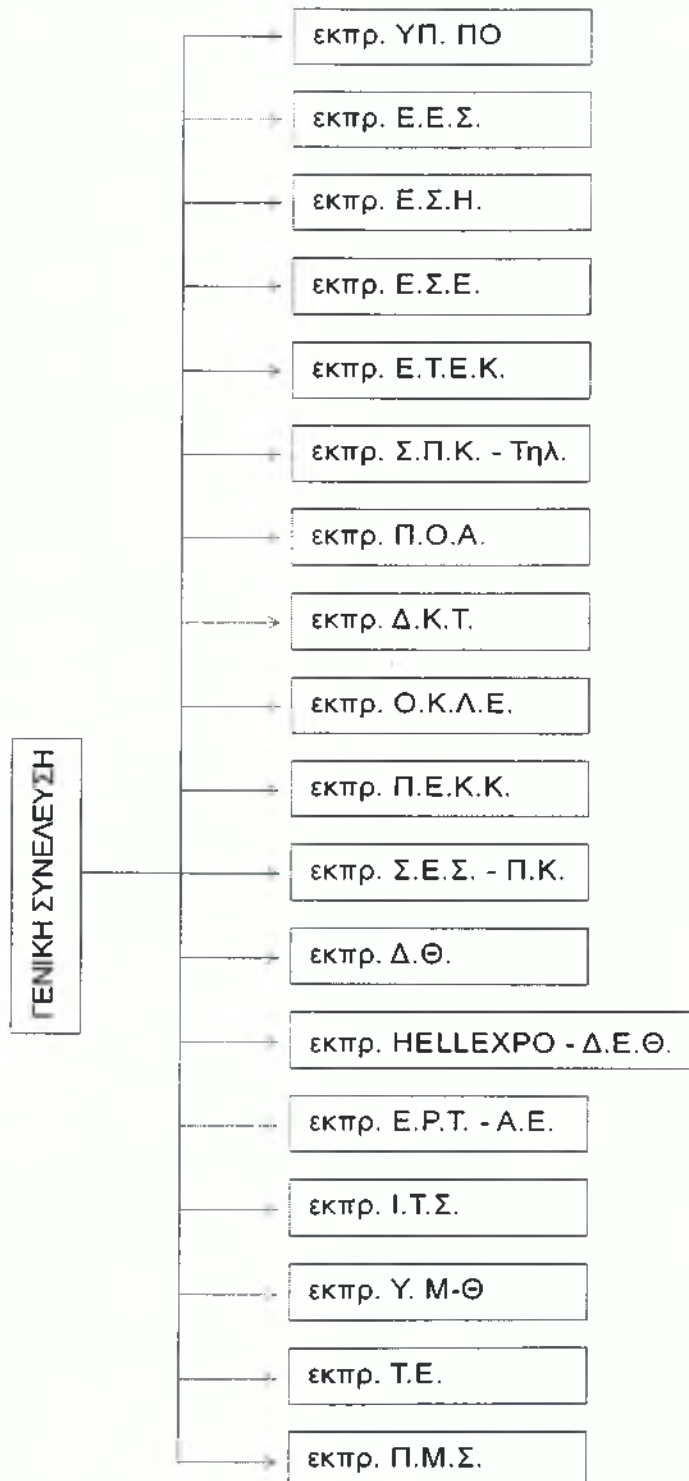 εκπρ. ΥΠ. ΠΟ
εκπρ. Ε.Ε.Σ.
εκπρ. Ε.Σ.Η.
εκπρ. Ε.Σ.Ε.
εκπρ. Ε.Τ.Ε.Κ.
εκπρ. Σ.Π.Κ. - Τηλ.
εκπρ. Π.Ο.Α.
εκπρ. Δ.Κ.Τ.
εκπρ. Ο.Κ.Λ.Ε.
εκπρ. Π.Ε.Κ.Κ.
ΓΕΝΙΚΗ ΣΥΝΕΛΕΥΣΗ
εκπρ. Σ.Ε.Σ. - Π.Κ.
εκπρ. Δ.Θ.
εκπρ. HELLEXPO - Δ.Ε.Θ.
εκπρ. Ε.Ρ.Τ. - Α.Ε.
εκπρ. Ι.Τ.Σ.
εκπρ. Υ. Μ-Θ
εκπρ. Τ.Ε.
εκπρ. Π.Μ.Σ.